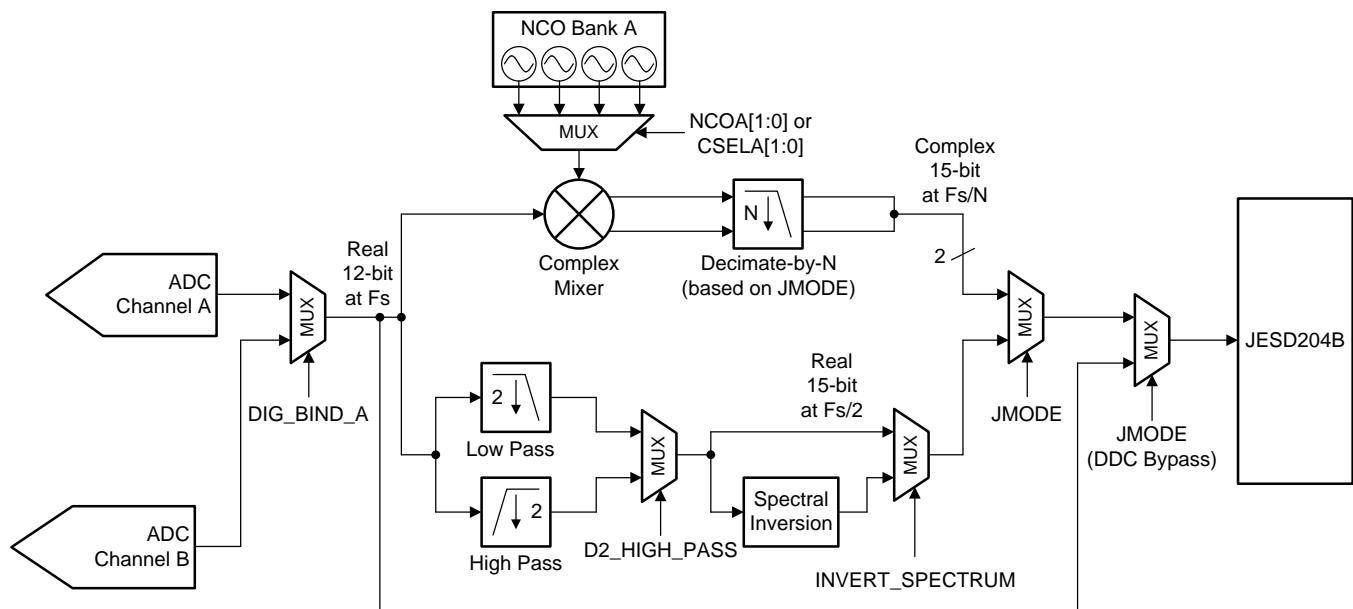 NCO Bank A
MUX
NCOA[1:0] or
CSELA[1:0]
Complex
15-bit
at Fs/N
N
2
Complex
Mixer
Decimate-by-N
(based on JMODE)
Real
12-bit
at Fs
ADC
Channel A
MUX
DIG_BIND_A
ADC
Channel B
2
Low Pass
2
High Pass
MUX
D2_HIGH_PASS
Real
15-bit
at Fs/2
Spectral
Inversion
MUX
INVERT_SPECTRUM
MUX
JMODE
MUX
JMODE
(DDC Bypass)
JESD204B